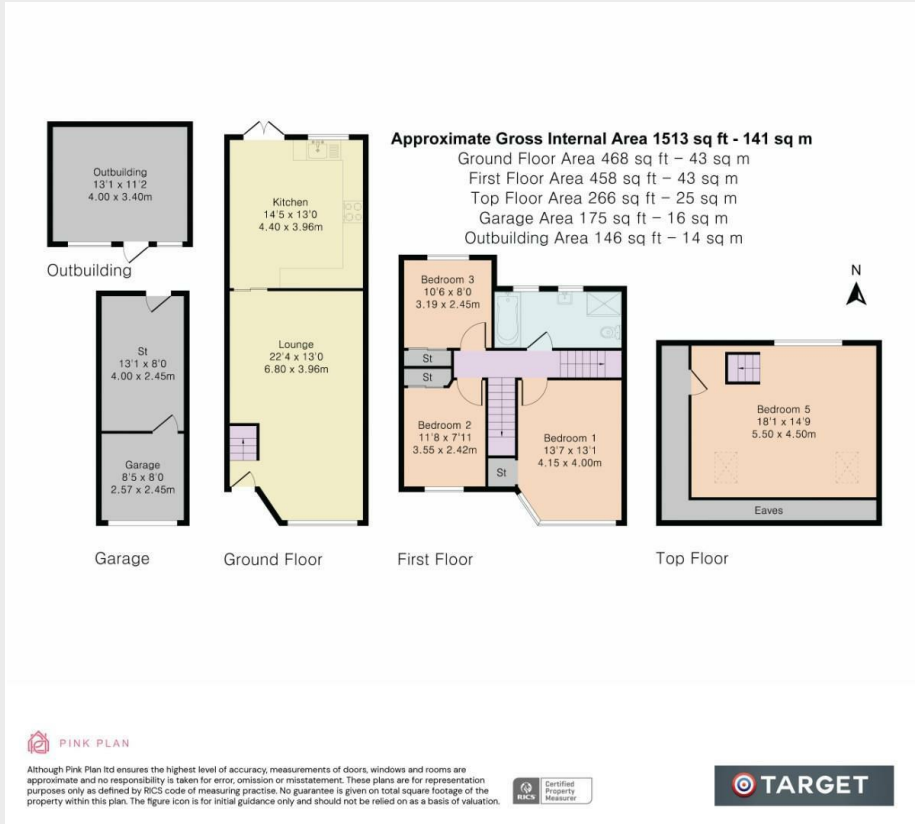 Approximate Gross Internal Area 1513 sq ft - 141 sq m
Ground Floor Area 468 sq ft – 43 sq m
First Floor Area 458 sq ft – 43 sq m
Top Floor Area 266 sq ft – 25 sq m
Garage Area 175 sq ft – 16 sq m
Outbuilding Area 146 sq ft – 14 sq m
Outbuilding
13'1 x 11'2
4.00 x 3.40m
Outbuilding
Kitchen
14'5 x 13'0
4.40 x 3.96m
Lounge
22'4 x 13'0
6.80 x 3.96m
Ground Floor
St
13'1 x 8'0
4.00 x 2.45m
Garage
8'5 x 8'0
2.57 x 2.45m
Garage
Bedroom 3
10'6 x 8'0
3.19 x 2.45m
St
St
Bedroom 2
11'8 x 7'11
3.55 x 2.42m
St
Bedroom 1
13'7 x 13'1
4.15 x 4.00m
First Floor
N
Bedroom 5
18'1 x 14'9
5.50 x 4.50m
Eaves
Top Floor
PINK PLAN
Although Pink Plan ltd ensures the highest level of accuracy, measurements of doors, windows and rooms are
approximate and no responsibility is taken for error, omission or misstatement. These plans are for representation
purposes only as defined by RICS code of measuring practise. No guarantee is given on total square footage of the
property within this plan. The figure icon is for initial guidance only and should not be relied on as a basis of valuation.
RICS
Certified
Property
Measurer
TARGET